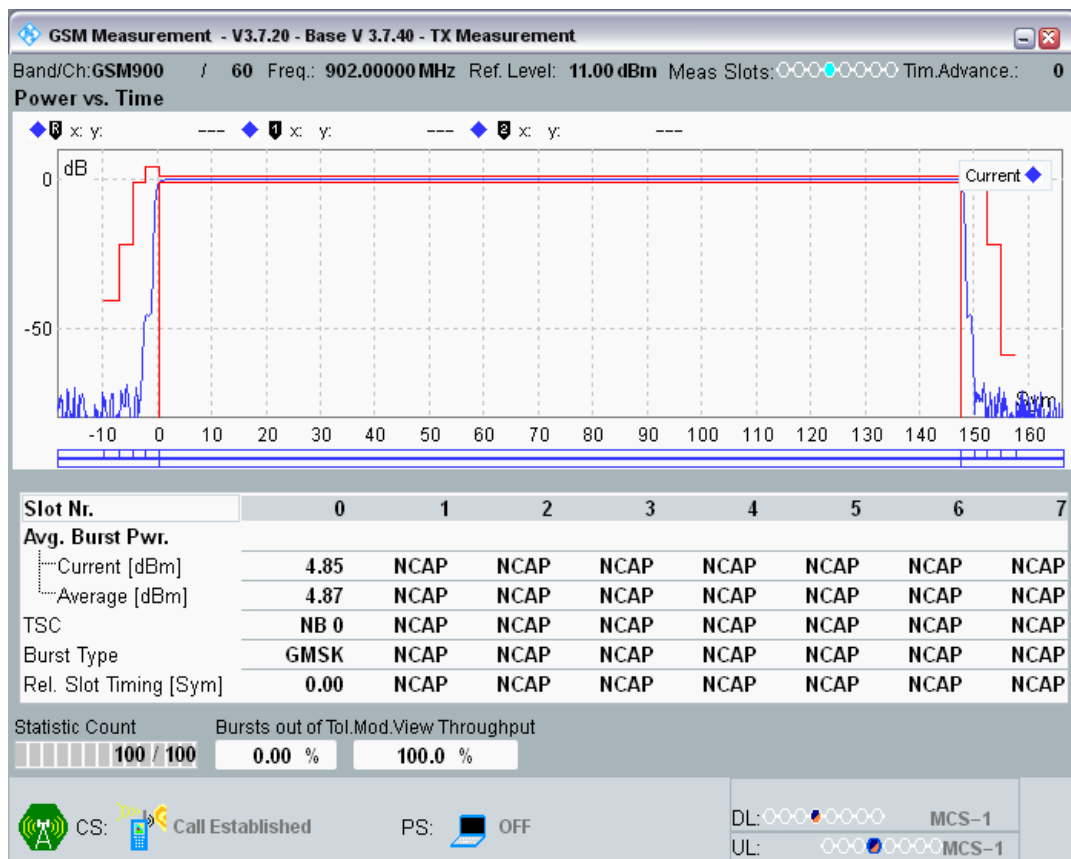 GSM Measurement - V3.7.20 - Base V 3.7.40 - TX Measurement
Band/Ch:GSM900 / 60 Freq.: 902.00000 MHz Ref. Level: 11.00 dBm Meas Slots: Tim.Advance.: 0
Power vs. Time
R x: y: --- 1 x: y: --- 2 x: y: ---
dB
Current
0
-50
Sym
-10 0 10 20 30 40 50 60 70 80 90 100 110 120 130 140 150 160
Slot Nr. 0 1 2 3 4 5 6 7
Avg. Burst Pwr.
Current [dBm] 4.85 NCAP NCAP NCAP NCAP NCAP NCAP NCAP
Average [dBm] 4.87 NCAP NCAP NCAP NCAP NCAP NCAP NCAP
TSC NB 0 NCAP NCAP NCAP NCAP NCAP NCAP NCAP
Burst Type GMSK NCAP NCAP NCAP NCAP NCAP NCAP NCAP
Rel. Slot Timing [Sym] 0.00 NCAP NCAP NCAP NCAP NCAP NCAP NCAP
Statistic Count Bursts out of Tol.Mod.View Throughput
100 / 100 0.00 % 100.0 %
CS: Call Established PS: OFF
DL: MCS-1
UL: MCS-1